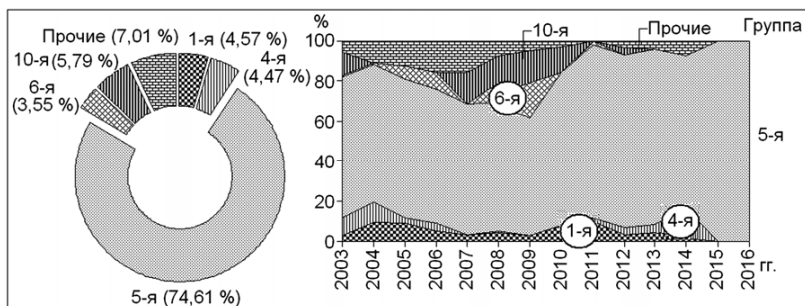 Прочие (7,01 %)
1-я (4,57 %)
10-я
(5,79 %)
4-я
(4,47 %)
6-я
(3,55 %)
5-я (74,61 %)
%
10-я
Прочие
Группа
100
80
60
40
20
0
6-я
5-я
1-я
4-я
2003
2004
2005
2006
2007
2008
2009
2010
2011
2012
2013
2014
2015
2016
гг.